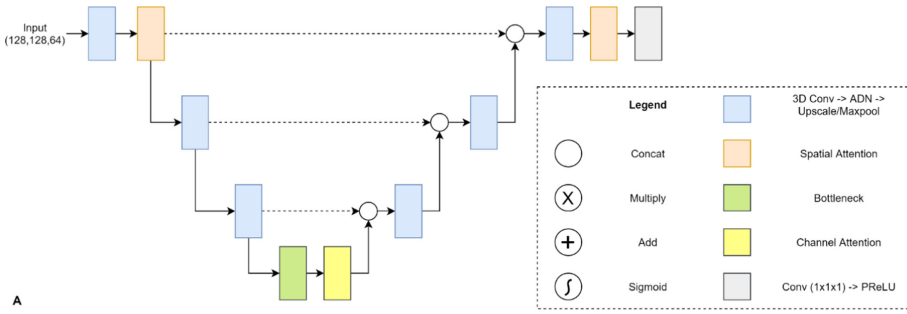 Input
(128,128,64)
Legend
3D Conv -> ADN ->
Upscale/Maxpool
Concat
Spatial Attention
X
Multiply
Bottleneck
+
Add
Channel Attention
∫
Sigmoid
Conv (1x1x1) -> PReLU
A